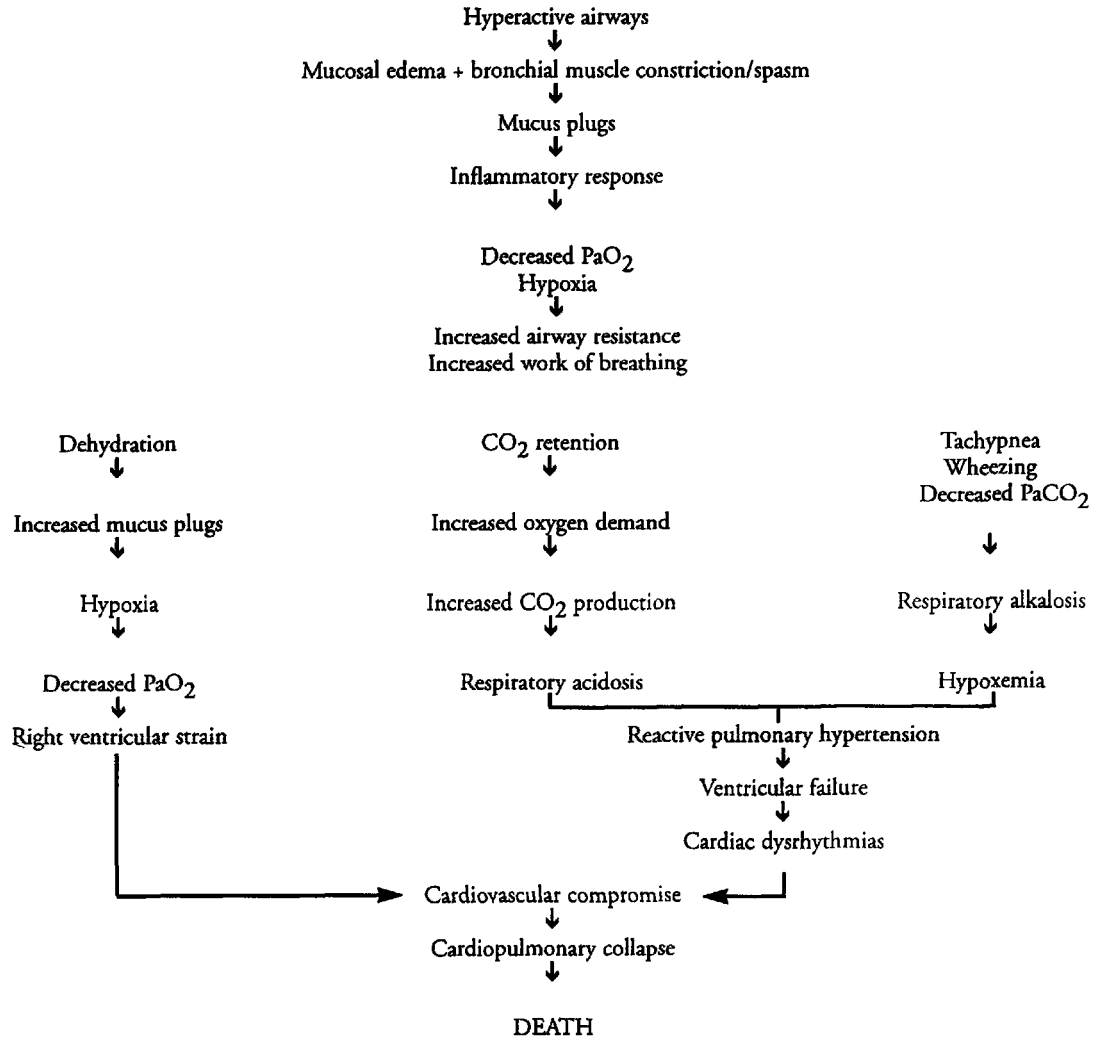 Hyperactive airways
Mucosal edema + bronchial muscle constriction/spasm
Mucus plugs
Inflammatory response
Decreased PaO2
Hypoxia
Increased airway resistance
Increased work of breathing
Dehydration
Increased mucus plugs
Hypoxia
Decreased PaO2
Right ventricular strain
CO2 retention
Increased oxygen demand
Increased CO2 production
Respiratory acidosis
Tachypnea
Wheezing
Decreased PaCO2
Respiratory alkalosis
Hypoxemia
Reactive pulmonary hypertension
Ventricular failure
Cardiac dysrhythmias
Cardiovascular compromise
Cardiopulmonary collapse
DEATH